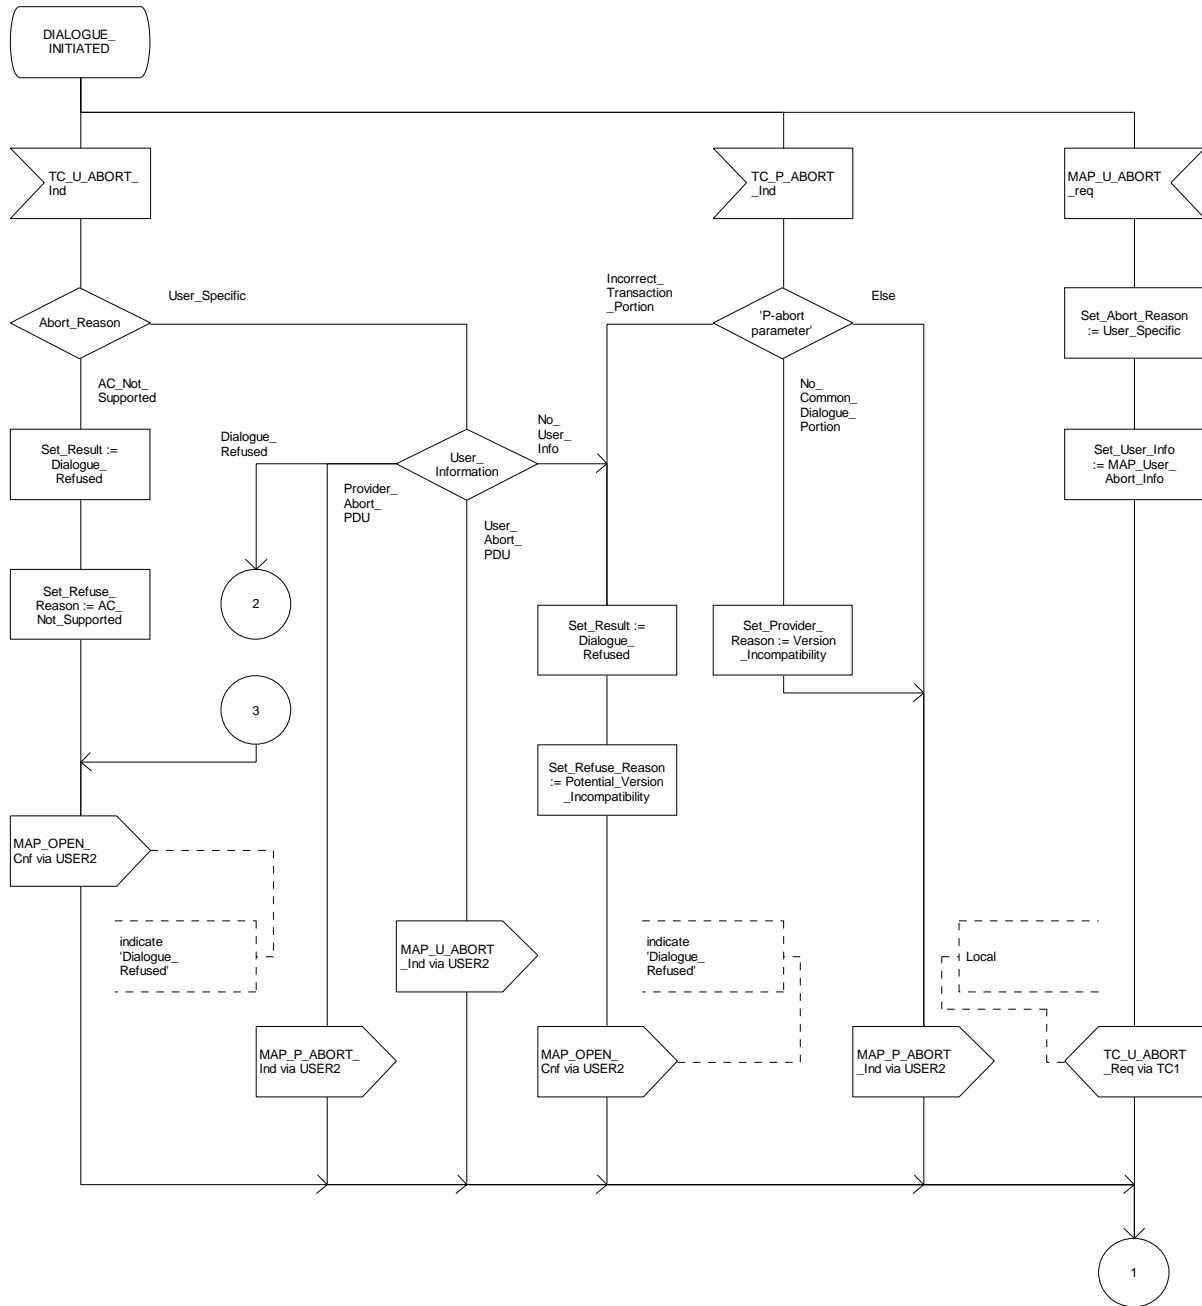 DIALOGUE_
INITIATED
TC_U_ABORT_
Ind
TC_P_ABORT
_Ind
MAP_U_ABORT
_req
User_Specific
Incorrect_
Transaction
_Portion
Else
Abort_Reason
'P-abort
parameter'
Set_Abort_Reason
:= User_Specific
AC_Not_
Supported
No_
Common_
Dialogue_
Portion
Set_Result :=
Dialogue_
Refused
Dialogue_
Refused
User_
Information
No_
User_
Info
Set_User_Info
:= MAP_User_
Abort_Info
Provider_
Abort_
PDU
User_
Abort_
PDU
Set_Refuse_
Reason := AC_
Not_Supported
2
Set_Result :=
Dialogue_
Refused
Set_Provider_
Reason := Version
_Incompatibility
3
Set_Refuse_Reason
:= Potential_Version
_Incompatibility
MAP_OPEN_
Cnf via USER2
indicate
'Dialogue_
Refused'
MAP_U_ABORT
_Ind via USER2
indicate
'Dialogue_
Refused'
Local
MAP_P_ABORT_
Ind via USER2
MAP_OPEN_
Cnf via USER2
MAP_P_ABORT
_Ind via USER2
TC_U_ABORT
_Req via TC1
1